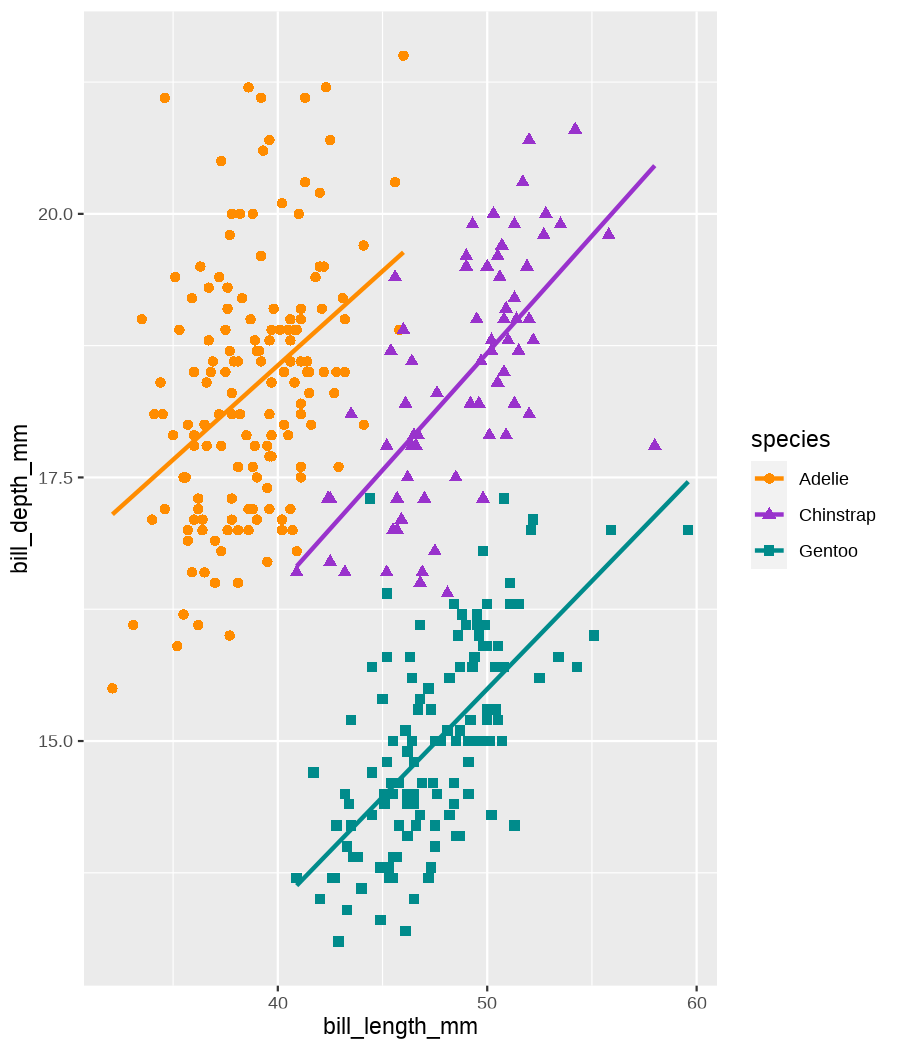 20.0
17.5
15.0
bill_depth_mm
40
50
60
bill_length_mm
species
Adelie
Chinstrap
Gentoo